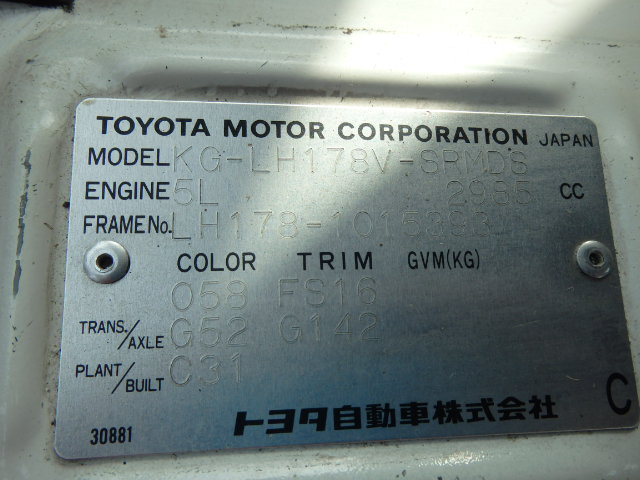 TOYOTA MOTOR CORPORATION JAPAN
MODEL KG-LH178V-SRMDS
ENGINE 5L 2985 CC
FRAME No. LH178-1015393
COLOR TRIM GVM(KG)
058 FS16
TRANS./AXLE G52 G142
PLANT/BUILT C31
トヨタ自動車株式会社 C
30881